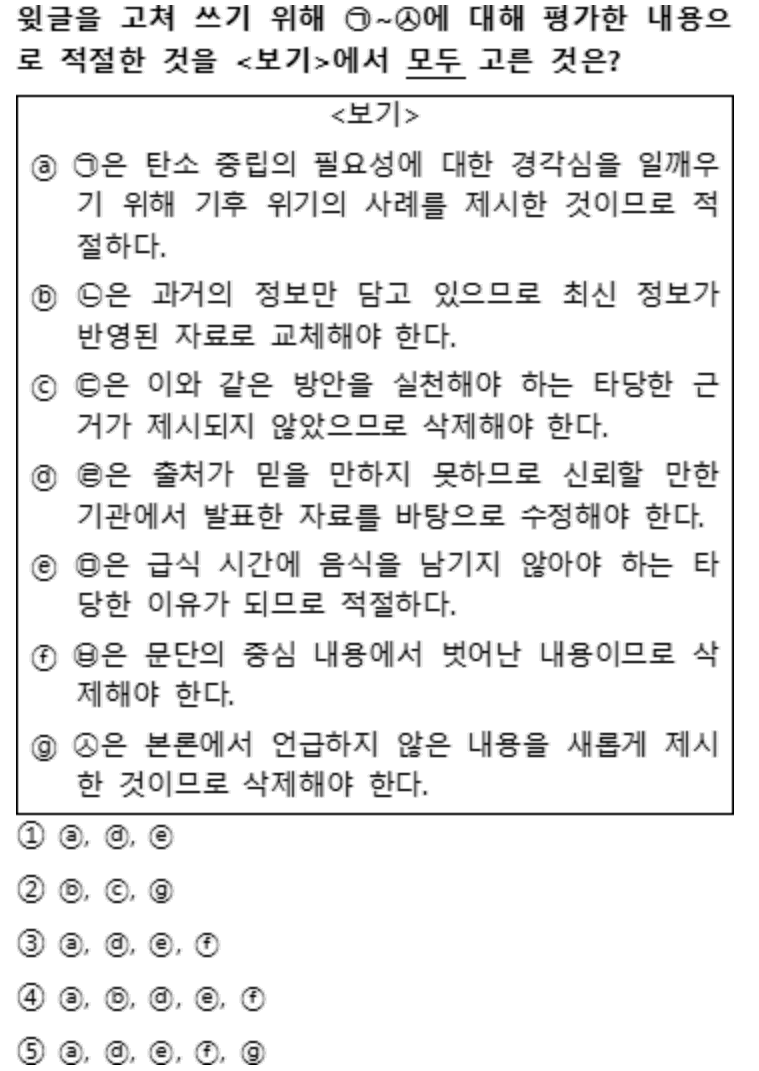 윗글을 고쳐 쓰기 위해 ㉠~㉦에 대해 평가한 내용으
로 적절한 것을 <보기>에서 모두 고른 것은?
<보기>
ⓐ ㉠은 탄소 중립의 필요성에 대한 경각심을 일깨우
기 위해 기후 위기의 사례를 제시한 것이므로 적
절하다.
ⓑ ㉡은 과거의 정보만 담고 있으므로 최신 정보가
반영된 자료로 교체해야 한다.
ⓒ ㉢은 이와 같은 방안을 실천해야 하는 타당한 근
거가 제시되지 않았으므로 삭제해야 한다.
ⓓ ㉣은 출처가 믿을 만하지 못하므로 신뢰할 만한
기관에서 발표한 자료를 바탕으로 수정해야 한다.
ⓔ ㉤은 급식 시간에 음식을 남기지 않아야 하는 타
당한 이유가 되므로 적절하다.
ⓕ ㉥은 문단의 중심 내용에서 벗어난 내용이므로 삭
제해야 한다.
ⓖ ㉦은 본론에서 언급하지 않은 내용을 새롭게 제시
한 것이므로 삭제해야 한다.
① ⓐ, ⓓ, ⓔ
② ⓑ, ⓒ, ⓖ
③ ⓐ, ⓓ, ⓔ, ⓕ
④ ⓐ, ⓑ, ⓓ, ⓔ, ⓕ
⑤ ⓐ, ⓓ, ⓔ, ⓕ, ⓖ